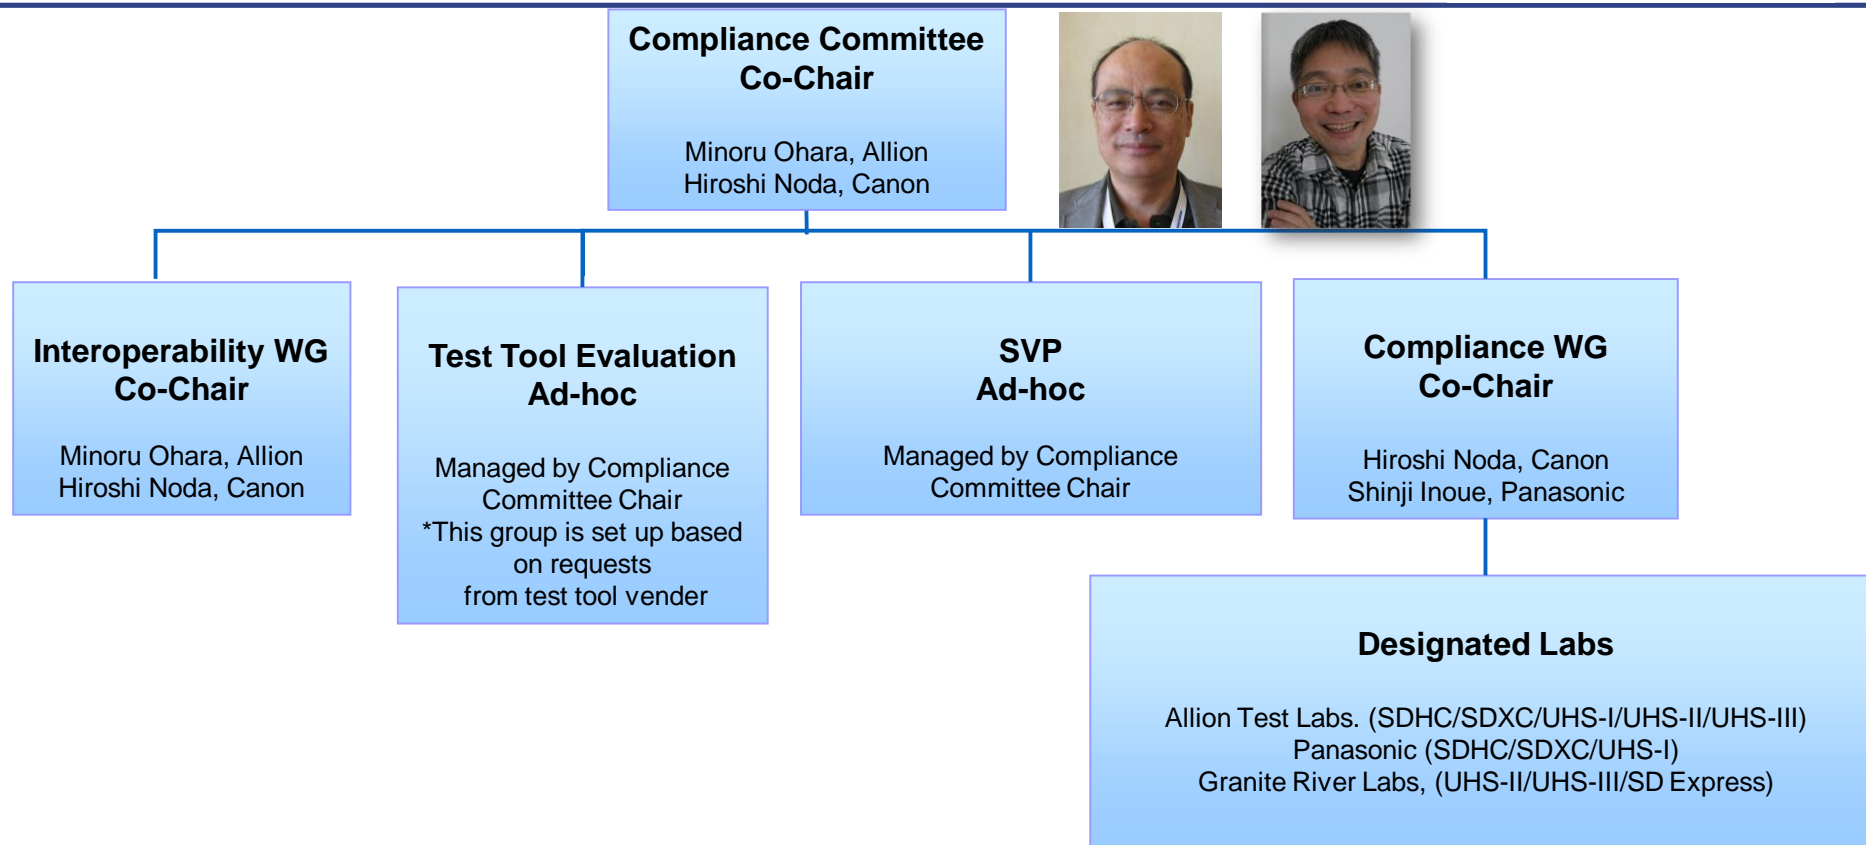 Compliance Committee
Co-Chair
Minoru Ohara, Allion
Hiroshi Noda, Canon
Interoperability WG
Co-Chair
Minoru Ohara, Allion
Hiroshi Noda, Canon
Test Tool Evaluation
Ad-hoc
Managed by Compliance
Committee Chair
*This group is set up based
on requests
from test tool vender
SVP
Ad-hoc
Managed by Compliance
Committee Chair
Compliance WG
Co-Chair
Hiroshi Noda, Canon
Shinji Inoue, Panasonic
Designated Labs
Allion Test Labs. (SDHC/SDXC/UHS-I/UHS-II/UHS-III)
Panasonic (SDHC/SDXC/UHS-I)
Granite River Labs, (UHS-II/UHS-III/SD Express)